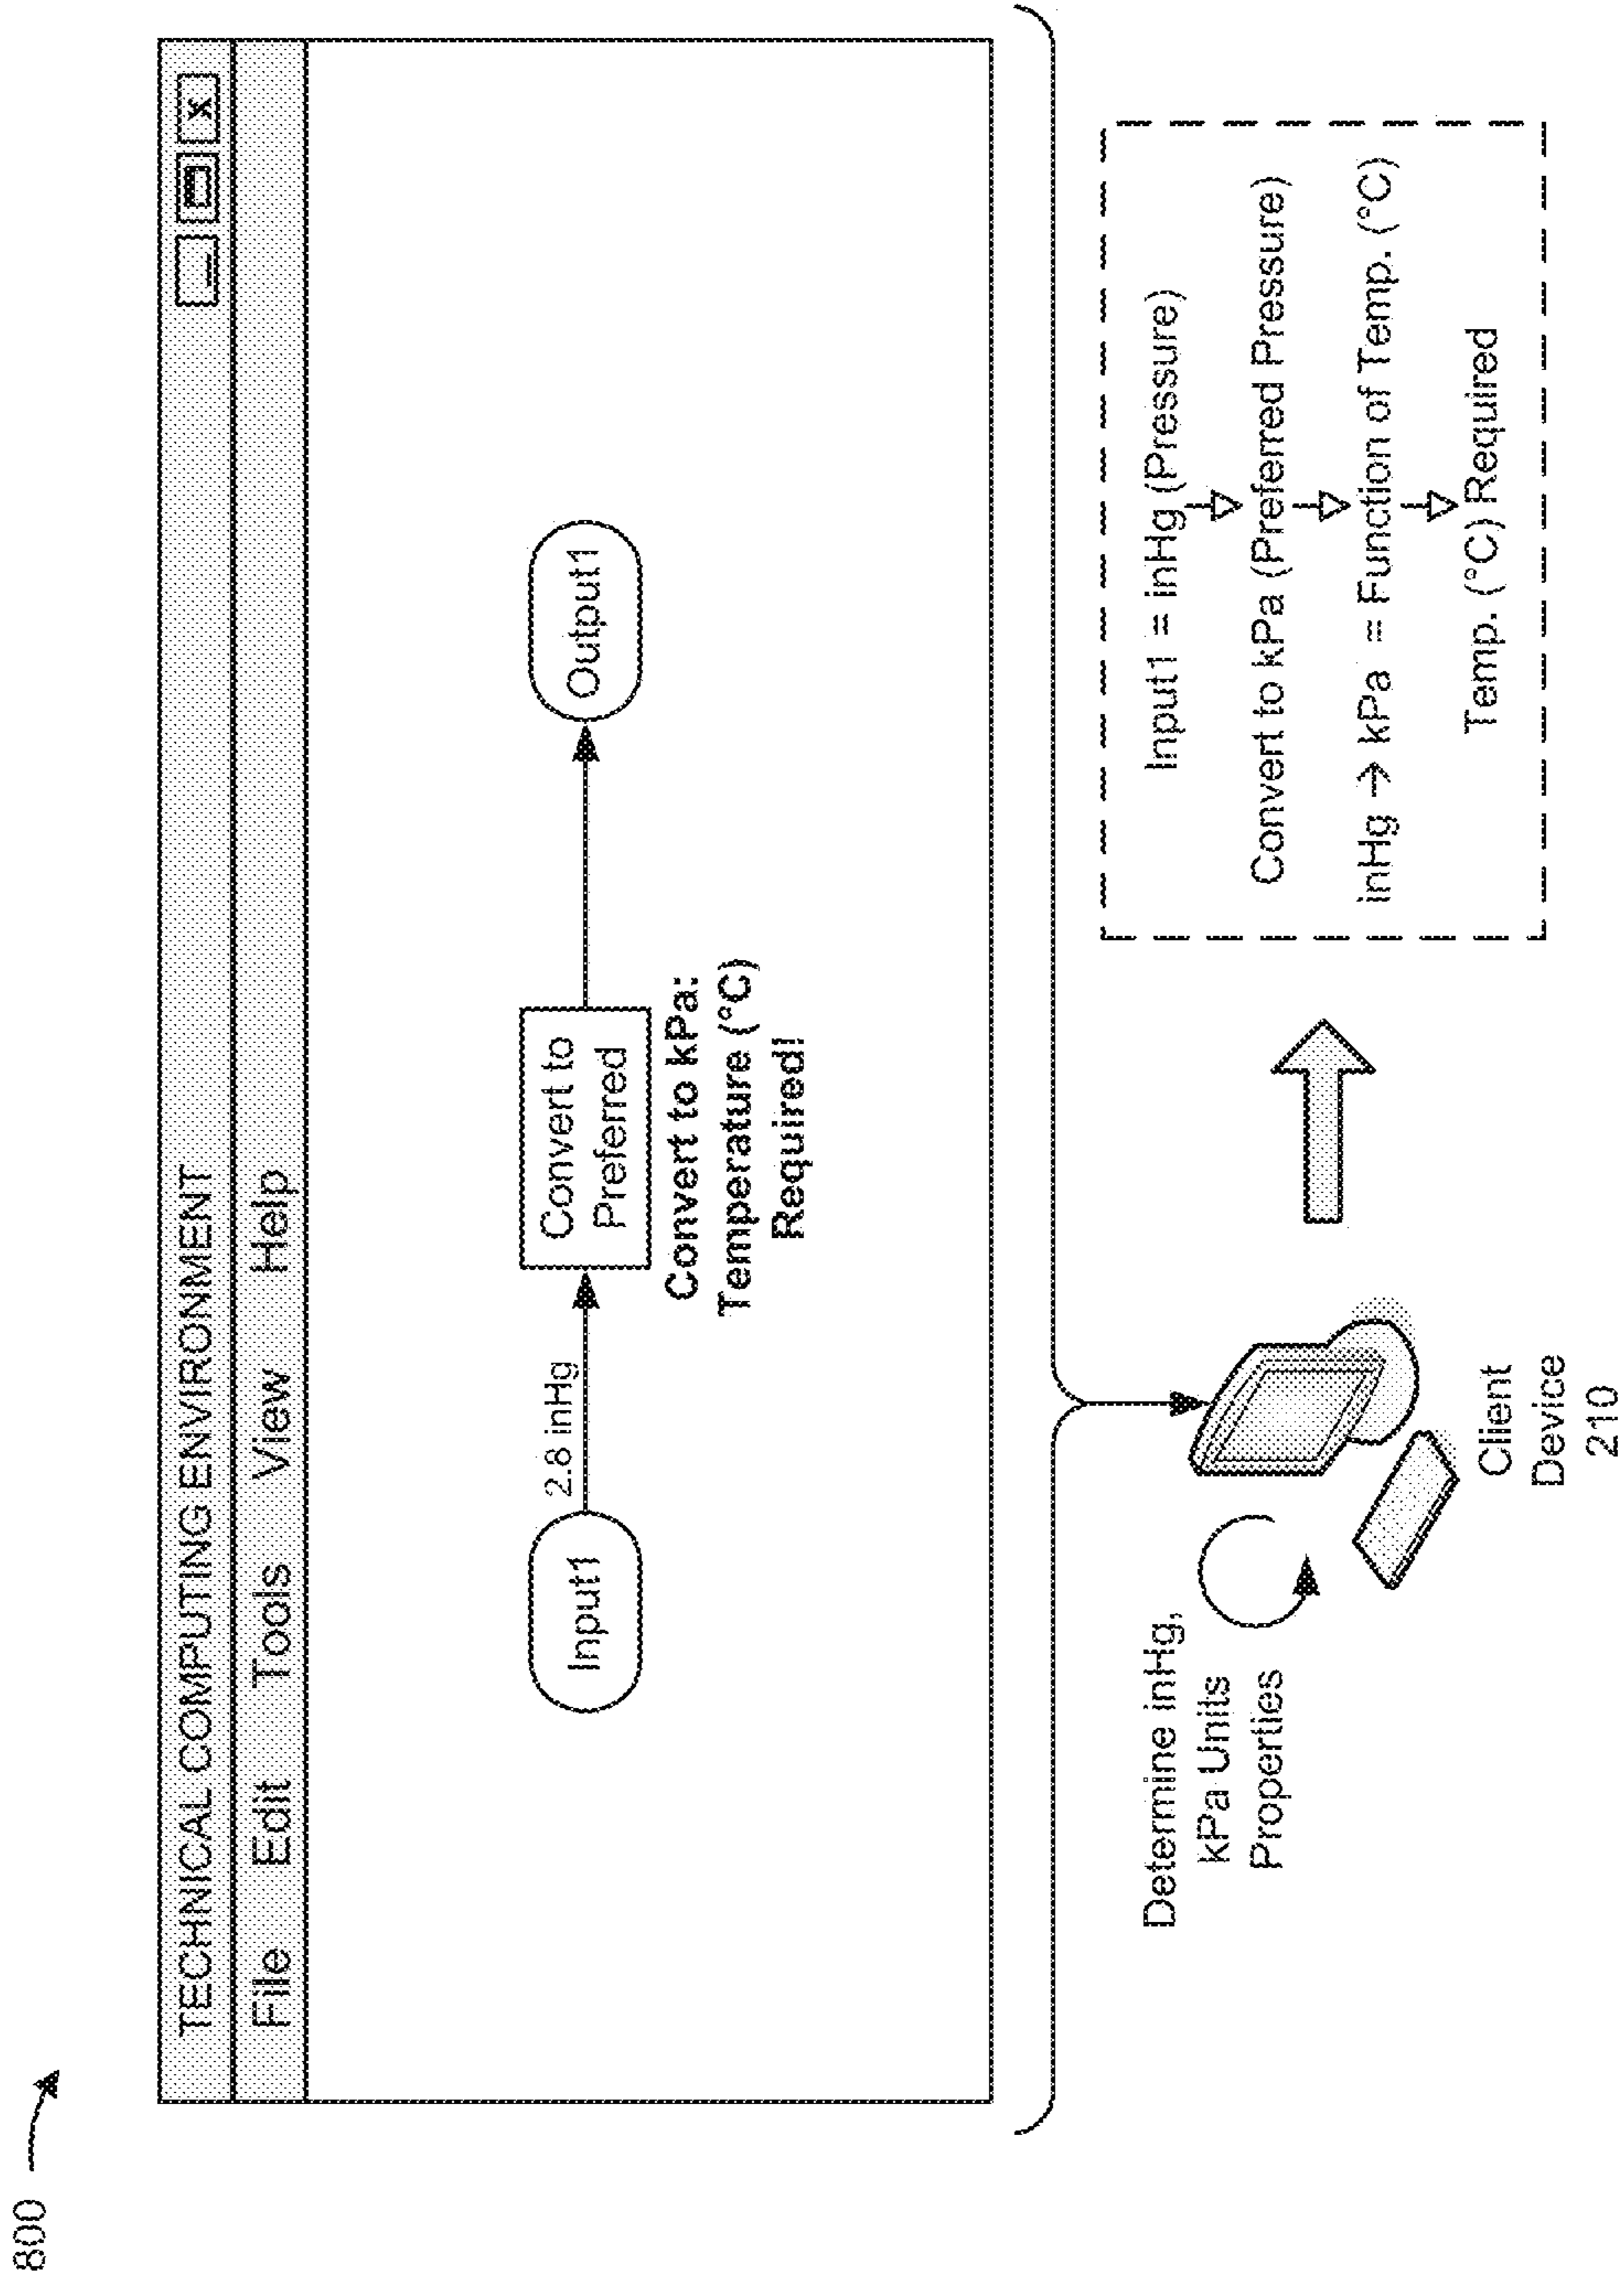 800
TECHNICAL COMPUTING ENVIRONMENT
File Edit Tools View Help
Input1
2.8 inHg
Convert to
Preferred
Output1
Convert to kPa:
Temperature (°C)
Required!
Determine inHg,
kPa Units
Properties
Client
Device
210
Input1 = inHg (Pressure)
Convert to kPa (Preferred Pressure)
inHg → kPa = Function of Temp. (°C)
Temp. (°C) Required